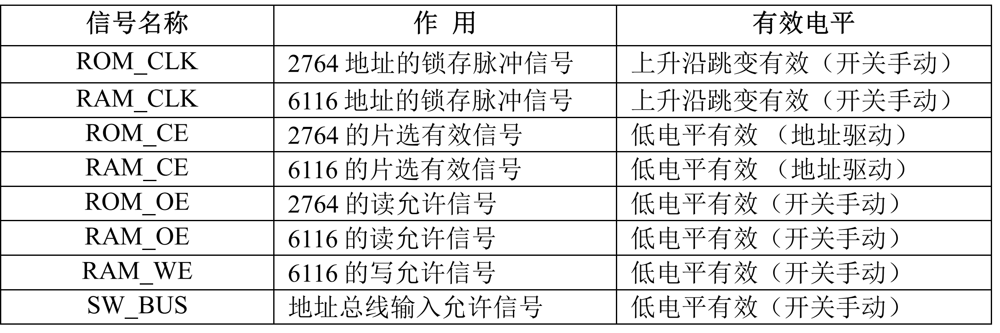 信号名称 作 用 有效电平
ROM_CLK 2764 地址的锁存脉冲信号 上升沿跳变有效（开关手动）
RAM_CLK 6116 地址的锁存脉冲信号 上升沿跳变有效（开关手动）
ROM_CE 2764 的片选有效信号 低电平有效 （地址驱动）
RAM_CE 6116 的片选有效信号 低电平有效 （地址驱动）
ROM_OE 2764 的读允许信号 低电平有效（开关手动）
RAM_OE 6116 的读允许信号 低电平有效（开关手动）
RAM_WE 6116 的写允许信号 低电平有效（开关手动）
SW_BUS 地址总线输入允许信号 低电平有效（开关手动）